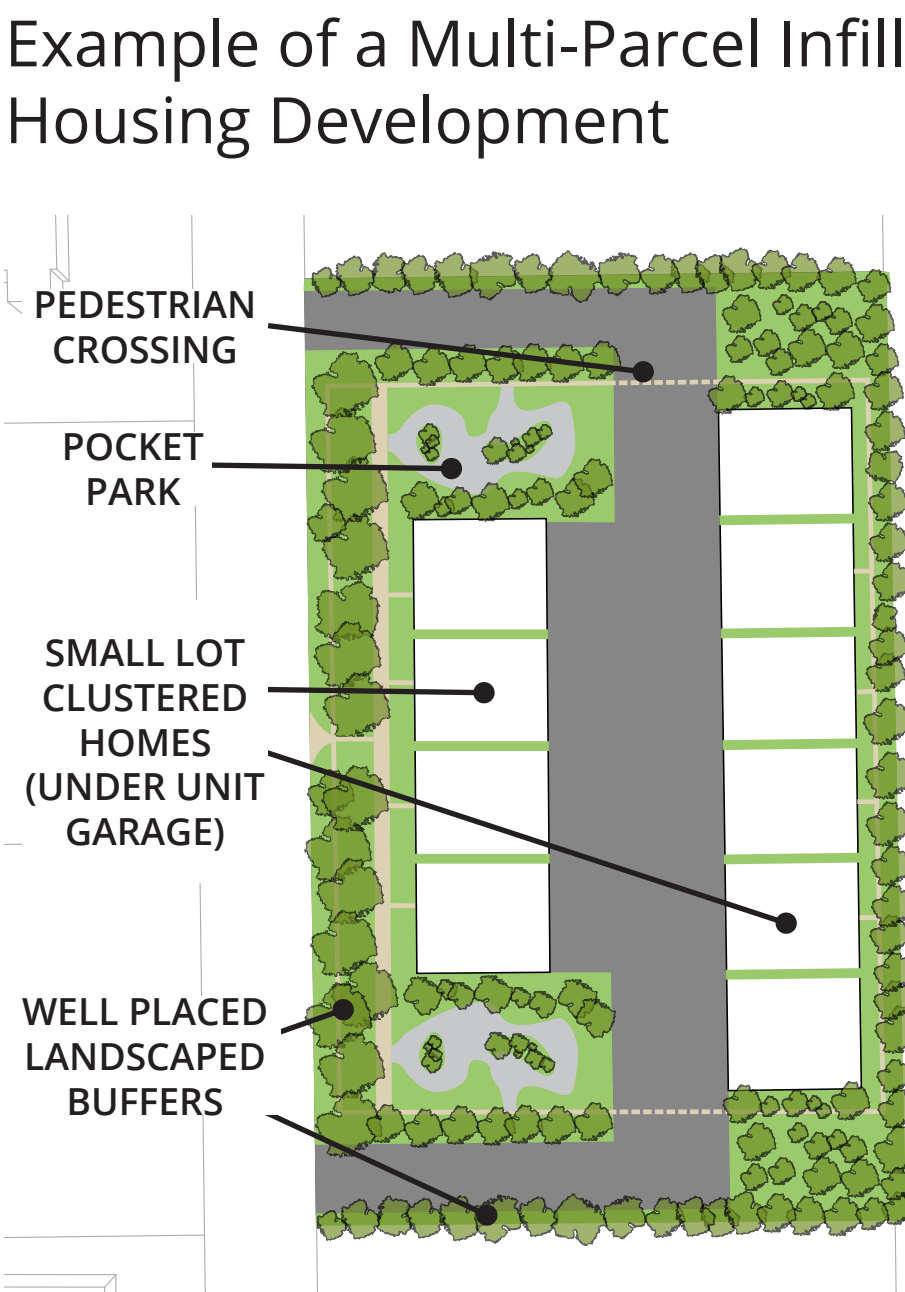 Example of a Multi-Parcel Infill
Housing Development
PEDESTRIAN
CROSSING
POCKET
PARK
SMALL LOT
CLUSTERED
HOMES
(UNDER UNIT
GARAGE)
WELL PLACED
LANDSCAPED
BUFFERS